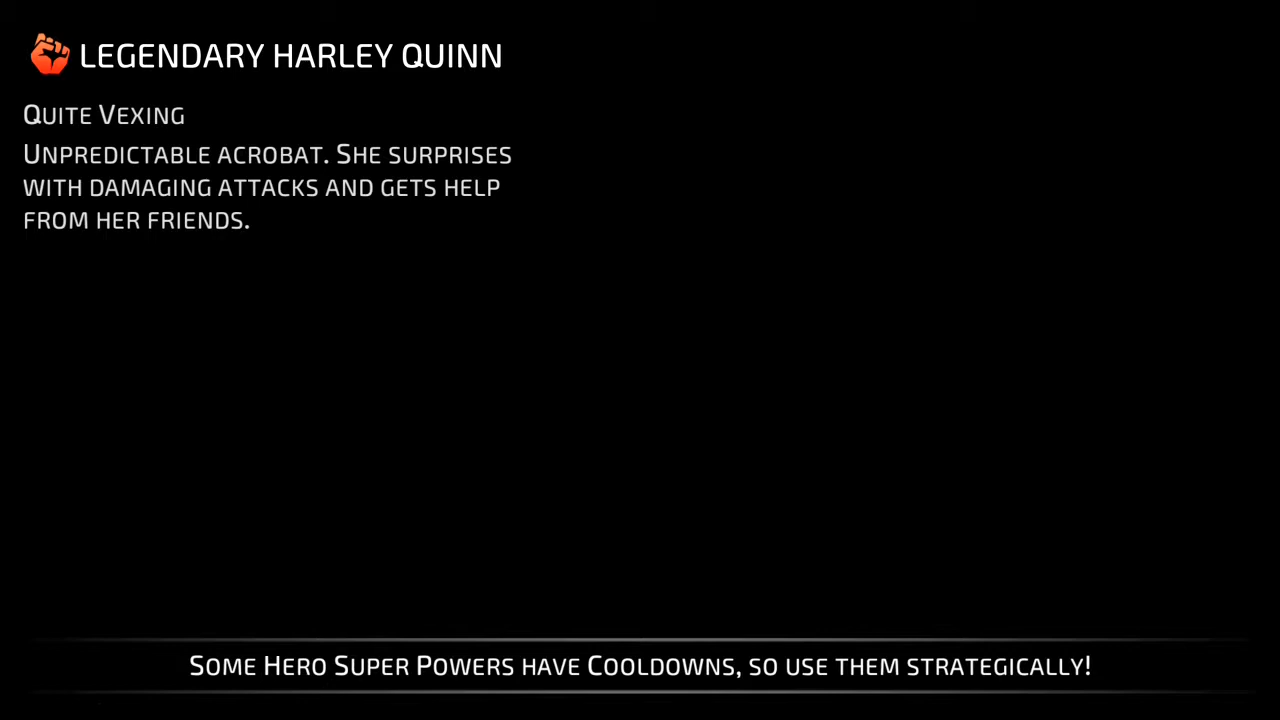 LEGENDARY HARLEY QUINN
QUITE VEXING
UNPREDICTABLE ACROBAT. SHE SURPRISES
WITH DAMAGING ATTACKS AND GETS HELP
FROM HER FRIENDS.
SOME HERO SUPER POWERS HAVE COOLDOWNS, SO USE THEM STRATEGICALLY!